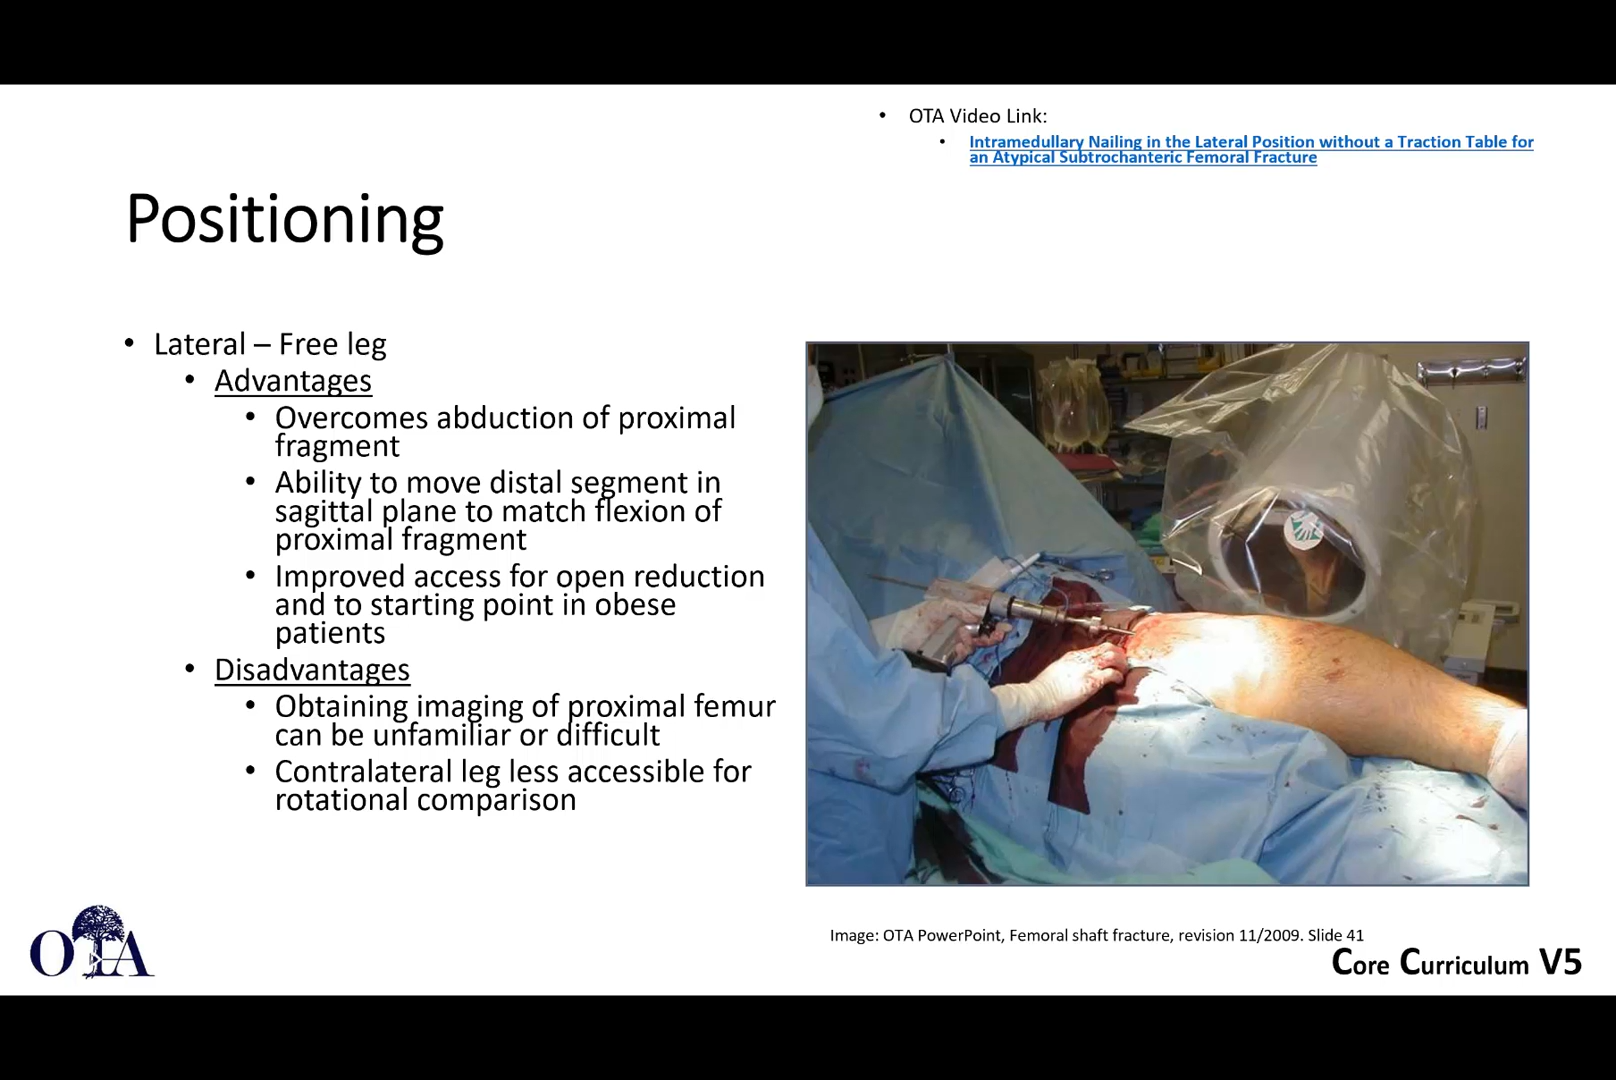 • OTA Video Link:
• Intramedullary Nailing in the Lateral Position without a Traction Table for
an Atypical Subtrochanteric Femoral Fracture
Positioning
• Lateral – Free leg
• Advantages
• Overcomes abduction of proximal
fragment
• Ability to move distal segment in
sagittal plane to match flexion of
proximal fragment
• Improved access for open reduction
and to starting point in obese
patients
• Disadvantages
• Obtaining imaging of proximal femur
can be unfamiliar or difficult
• Contralateral leg less accessible for
rotational comparison
Image: OTA PowerPoint, Femoral shaft fracture, revision 11/2009. Slide 41
OTA
Core Curriculum V5